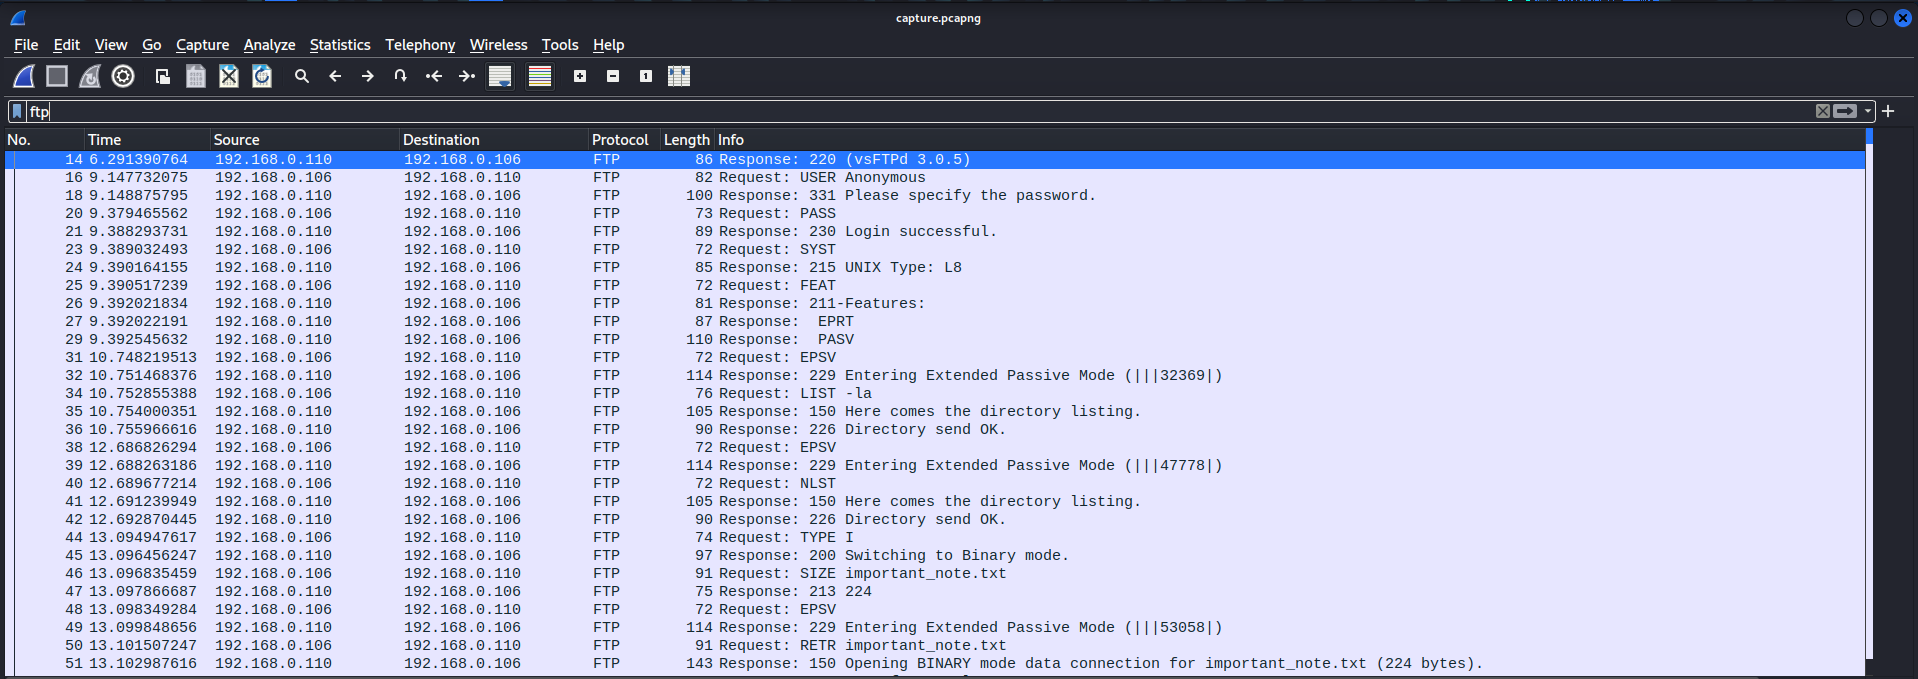 capture.pcapng
File Edit View Go Capture Analyze Statistics Telephony Wireless Tools Help
ftp
No. Time Source Destination Protocol Length Info
14 6.291390764 192.168.0.110 192.168.0.106 FTP 86 Response: 220 (vsFTPd 3.0.5)
16 9.147732075 192.168.0.106 192.168.0.110 FTP 82 Request: USER Anonymous
18 9.148875795 192.168.0.110 192.168.0.106 FTP 100 Response: 331 Please specify the password.
20 9.379465562 192.168.0.106 192.168.0.110 FTP 73 Request: PASS
21 9.388293731 192.168.0.110 192.168.0.106 FTP 89 Response: 230 Login successful.
23 9.389032493 192.168.0.106 192.168.0.110 FTP 72 Request: SYST
24 9.390164155 192.168.0.110 192.168.0.106 FTP 85 Response: 215 UNIX Type: L8
25 9.390517239 192.168.0.106 192.168.0.110 FTP 72 Request: FEAT
26 9.392021834 192.168.0.110 192.168.0.106 FTP 81 Response: 211-Features:
27 9.392022191 192.168.0.110 192.168.0.106 FTP 87 Response: EPRT
29 9.392545632 192.168.0.110 192.168.0.106 FTP 110 Response: PASV
31 10.748219513 192.168.0.106 192.168.0.110 FTP 72 Request: EPSV
32 10.751468376 192.168.0.110 192.168.0.106 FTP 114 Response: 229 Entering Extended Passive Mode (|||32369|)
34 10.752855388 192.168.0.106 192.168.0.110 FTP 76 Request: LIST -la
35 10.754000351 192.168.0.110 192.168.0.106 FTP 105 Response: 150 Here comes the directory listing.
36 10.755966616 192.168.0.110 192.168.0.106 FTP 90 Response: 226 Directory send OK.
38 12.686826294 192.168.0.106 192.168.0.110 FTP 72 Request: EPSV
39 12.688263186 192.168.0.110 192.168.0.106 FTP 114 Response: 229 Entering Extended Passive Mode (|||47778|)
40 12.689677214 192.168.0.106 192.168.0.110 FTP 72 Request: NLST
41 12.691239949 192.168.0.110 192.168.0.106 FTP 105 Response: 150 Here comes the directory listing.
42 12.692870445 192.168.0.110 192.168.0.106 FTP 90 Response: 226 Directory send OK.
44 13.094947617 192.168.0.106 192.168.0.110 FTP 74 Request: TYPE I
45 13.096456247 192.168.0.110 192.168.0.106 FTP 97 Response: 200 Switching to Binary mode.
46 13.096835459 192.168.0.106 192.168.0.110 FTP 91 Request: SIZE important_note.txt
47 13.097866687 192.168.0.110 192.168.0.106 FTP 75 Response: 213 224
48 13.098349284 192.168.0.106 192.168.0.110 FTP 72 Request: EPSV
49 13.099848656 192.168.0.110 192.168.0.106 FTP 114 Response: 229 Entering Extended Passive Mode (|||53058|)
50 13.101507247 192.168.0.106 192.168.0.110 FTP 91 Request: RETR important_note.txt
51 13.102987616 192.168.0.110 192.168.0.106 FTP 143 Response: 150 Opening BINARY mode data connection for important_note.txt (224 bytes).